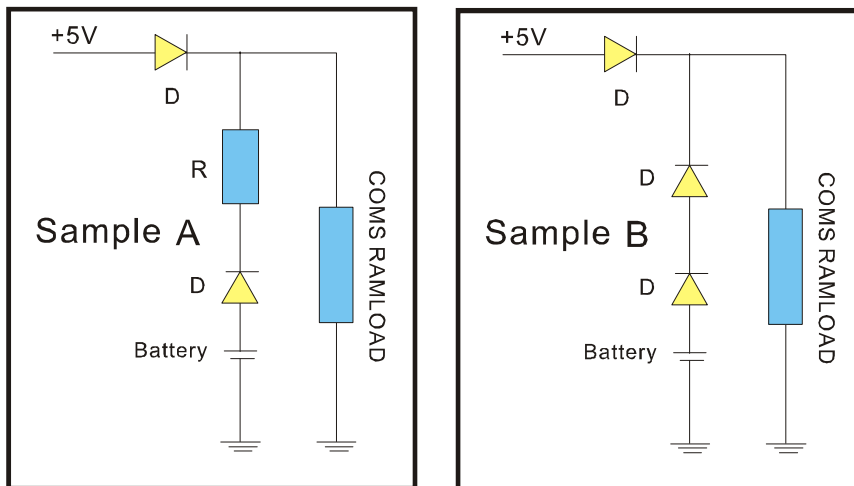 +5V
D
R
Sample A
D
Battery
COMS RAMLOAD
+5V
D
D
Sample B
D
Battery
COMS RAMLOAD